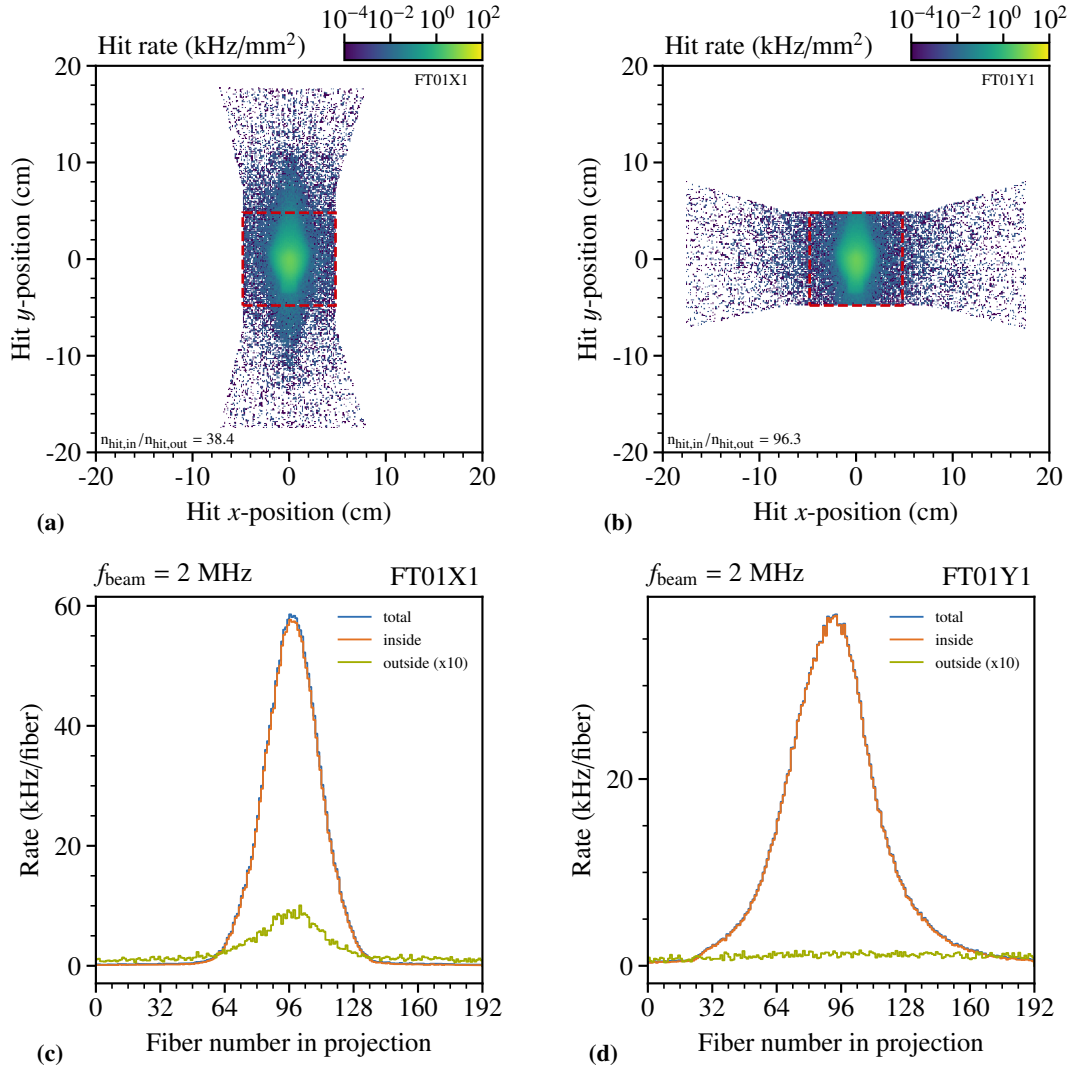 10⁻⁴ 10⁻² 10⁰ 10²
Hit rate (kHz/mm²)
FT01X1
20
10
0
-10
-20
Hit y-position (cm)
n_hit,in/n_hit,out = 38.4
-20 -10 0 10 20
Hit x-position (cm)
(a)
10⁻⁴ 10⁻² 10⁰ 10²
Hit rate (kHz/mm²)
FT01Y1
20
10
0
-10
-20
Hit y-position (cm)
n_hit,in/n_hit,out = 96.3
-20 -10 0 10 20
Hit x-position (cm)
(b)
f_beam = 2 MHz FT01X1
total
inside
outside (x10)
60
40
20
0
Rate (kHz/fiber)
0 32 64 96 128 192
Fiber number in projection
(c)
f_beam = 2 MHz FT01Y1
total
inside
outside (x10)
20
0
Rate (kHz/fiber)
0 32 64 96 128 192
Fiber number in projection
(d)